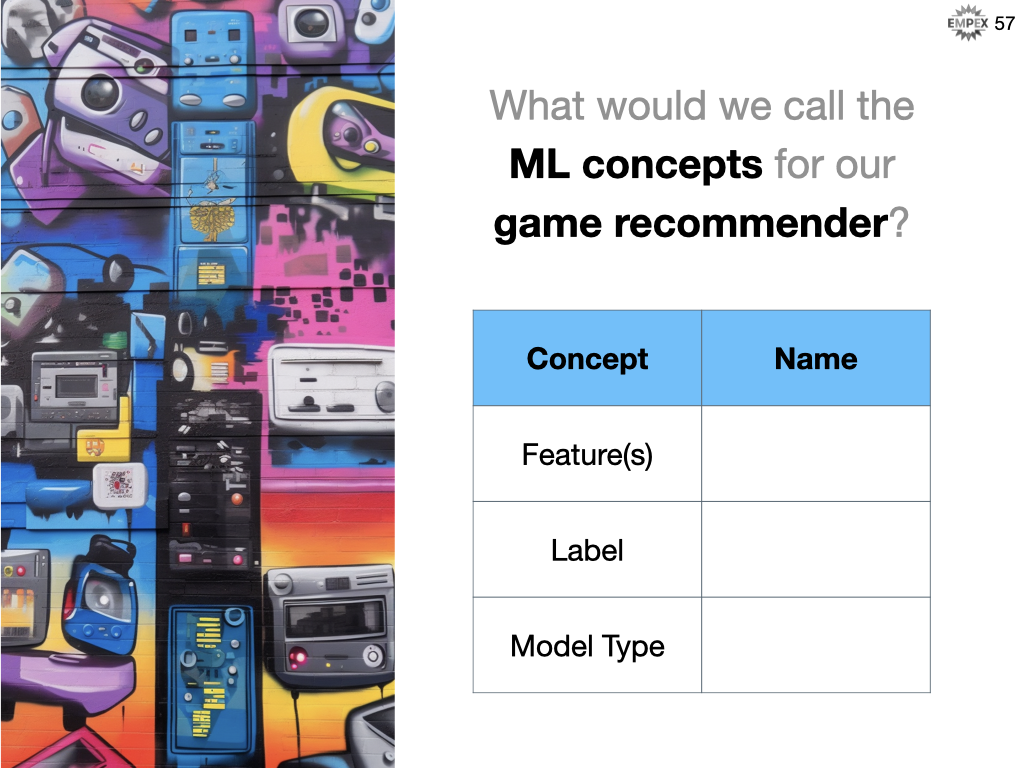 EMPEX 57
What would we call the
ML concepts for our
game recommender?
Concept Name
Feature(s)
Label
Model Type